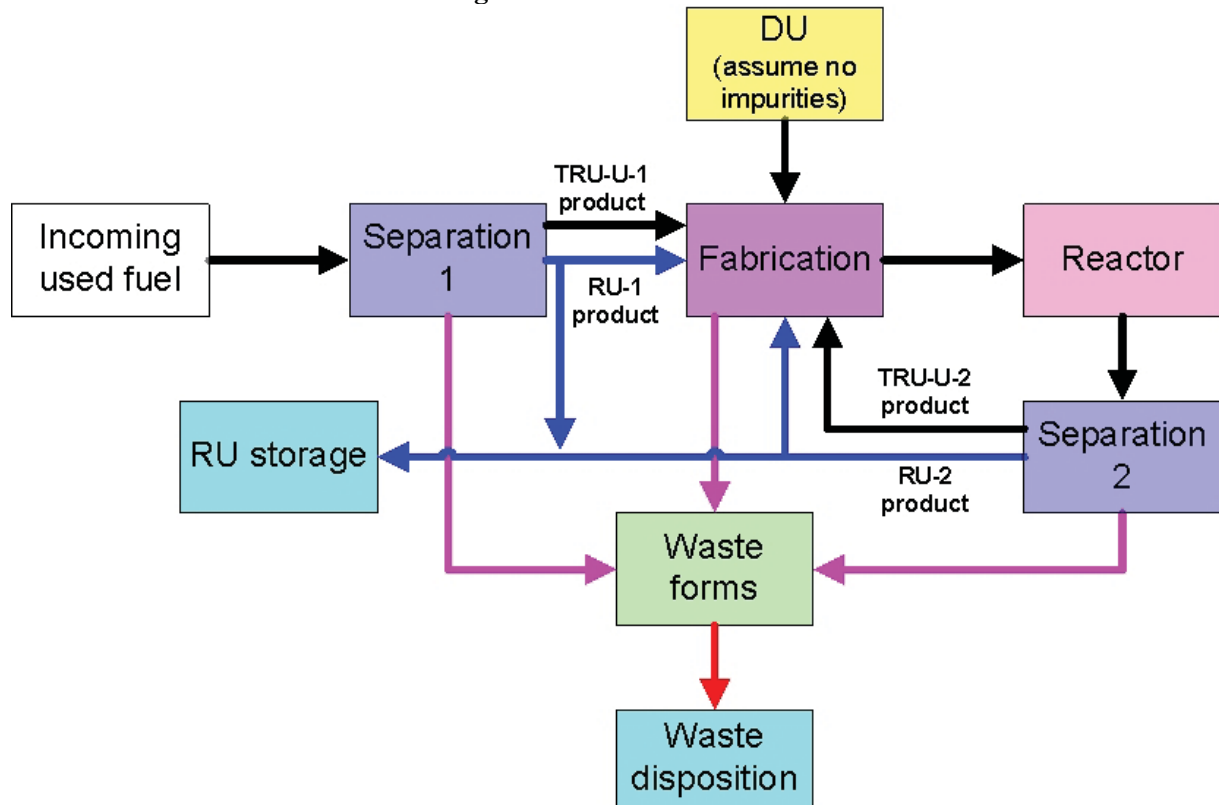 DU
(assume no
impurities)
TRU-U-1
product
Incoming
used fuel
Separation
1
Fabrication
Reactor
RU-1
product
TRU-U-2
product
RU storage
Separation
2
RU-2
product
Waste
forms
Waste
disposition